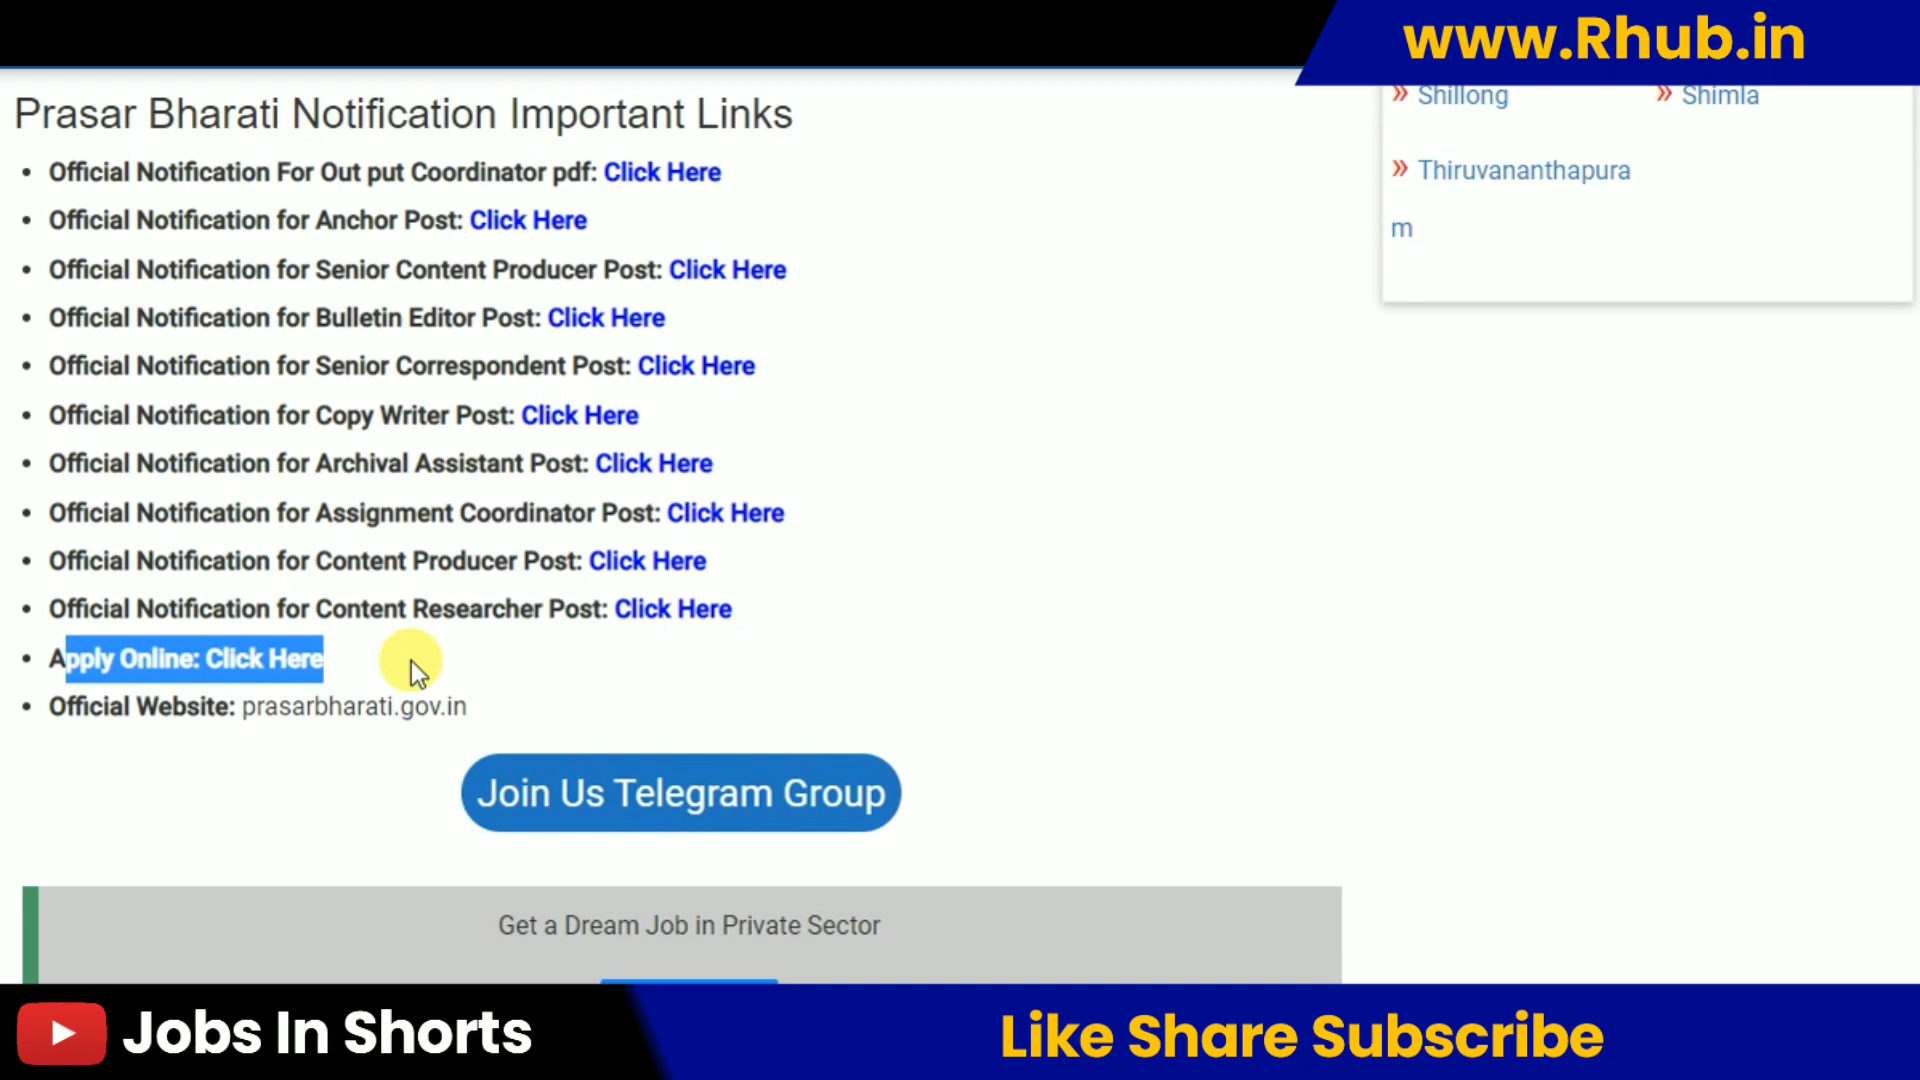 www.Rhub.in
Prasar Bharati Notification Important Links
• Official Notification For Out put Coordinator pdf: Click Here
• Official Notification for Anchor Post: Click Here
• Official Notification for Senior Content Producer Post: Click Here
• Official Notification for Bulletin Editor Post: Click Here
• Official Notification for Senior Correspondent Post: Click Here
• Official Notification for Copy Writer Post: Click Here
• Official Notification for Archival Assistant Post: Click Here
• Official Notification for Assignment Coordinator Post: Click Here
• Official Notification for Content Producer Post: Click Here
• Official Notification for Content Researcher Post: Click Here
• Apply Online: Click Here
• Official Website: prasarbharati.gov.in
» Shillong » Shimla
» Thiruvananthapura
m
Join Us Telegram Group
Get a Dream Job in Private Sector
Jobs In Shorts
Like Share Subscribe